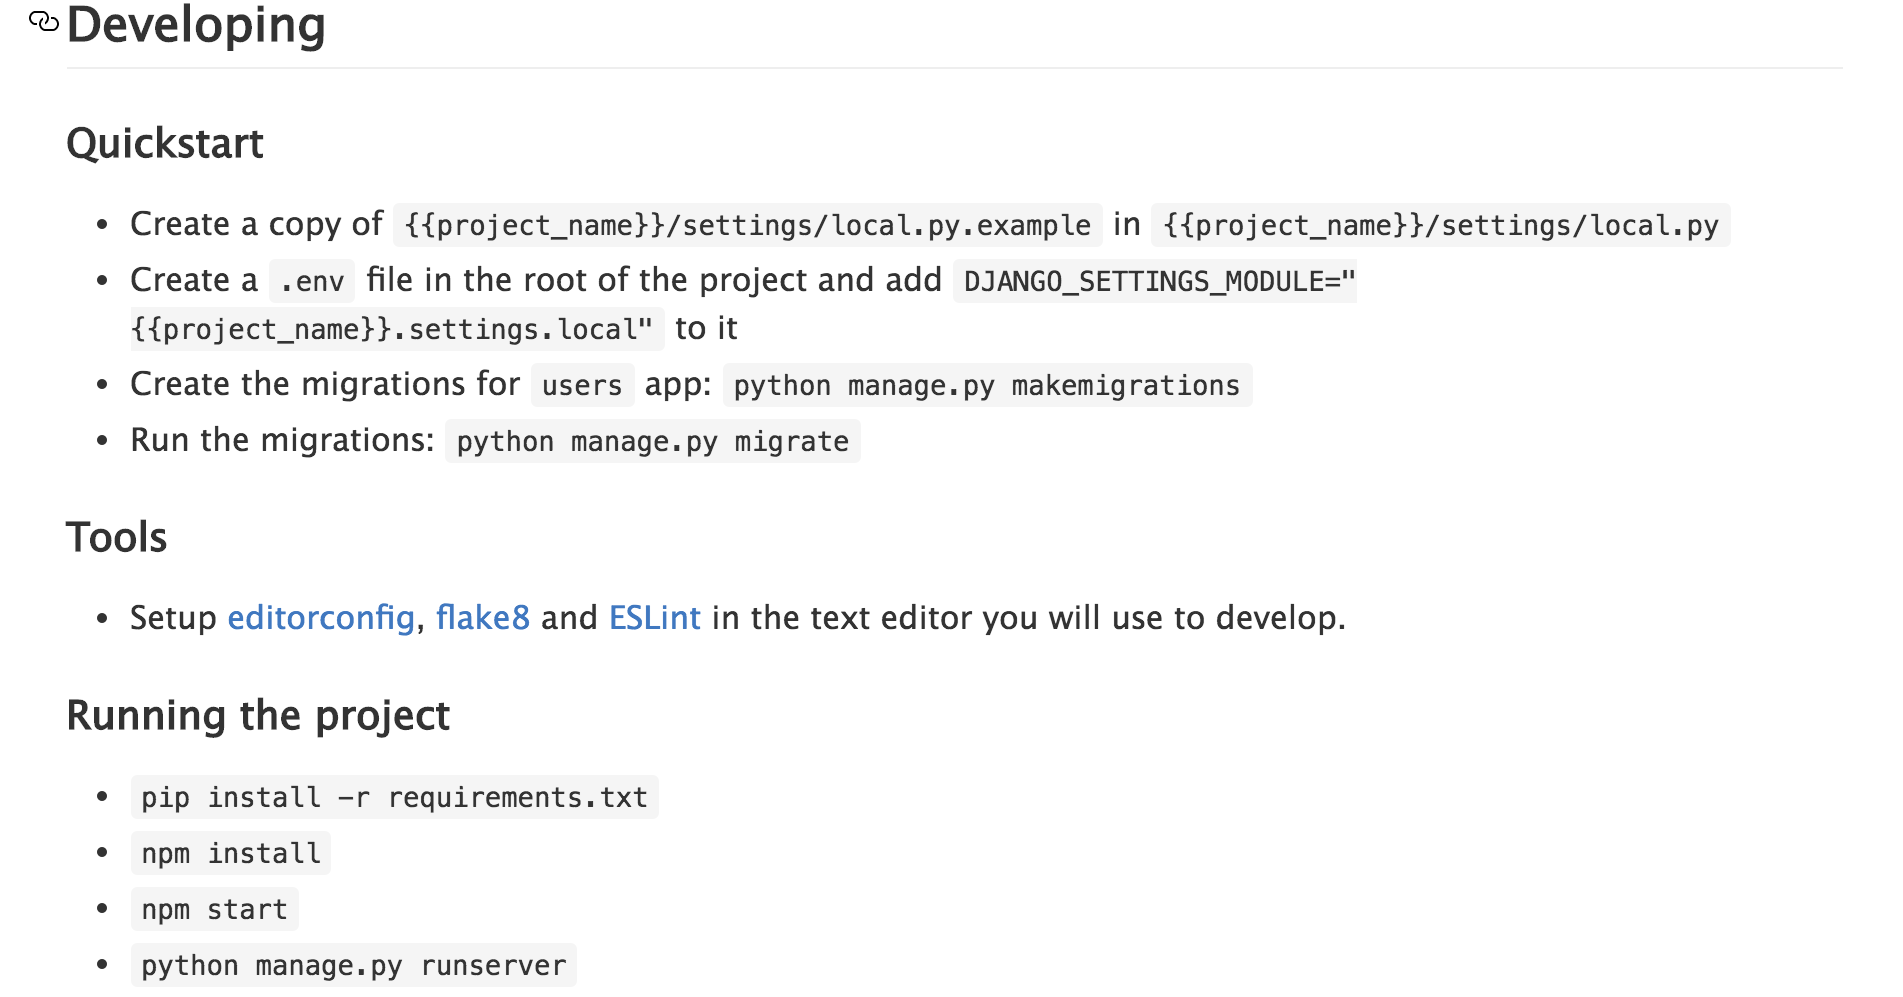 Developing
Quickstart
Create a copy of {{project_name}}/settings/local.py.example in {{project_name}}/settings/local.py
Create a .env file in the root of the project and add DJANGO_SETTINGS_MODULE="
{{project_name}}.settings.local" to it
Create the migrations for users app: python manage.py makemigrations
Run the migrations: python manage.py migrate
Tools
Setup editorconfig, flake8 and ESLint in the text editor you will use to develop.
Running the project
pip install -r requirements.txt
npm install
npm start
python manage.py runserver